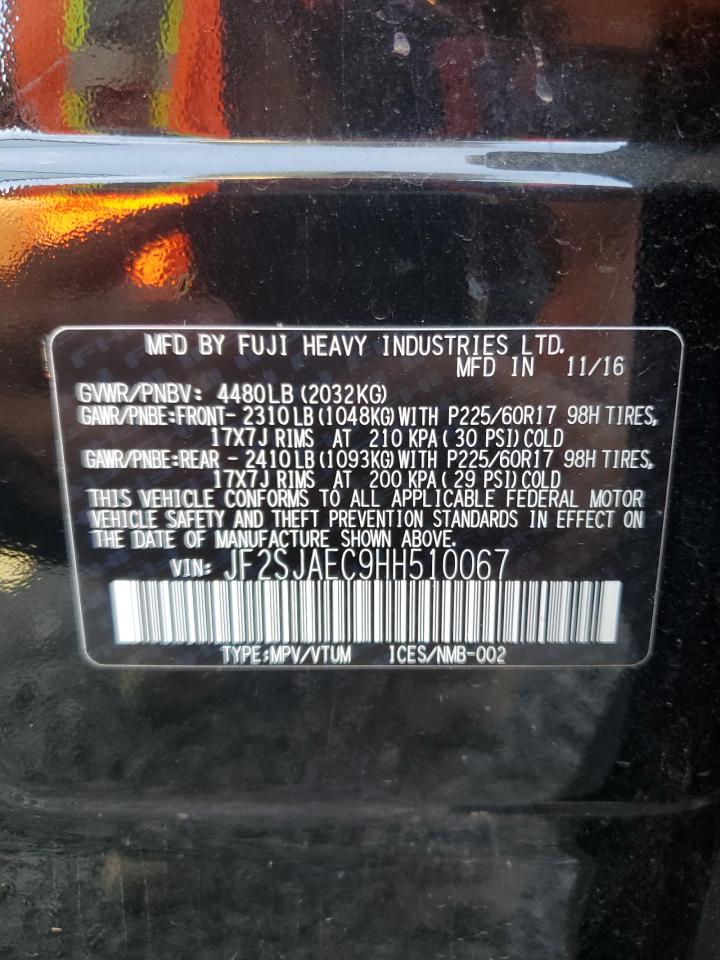 MFD BY FUJI HEAVY INDUSTRIES LTD.
MFD IN 11/16
GVWR/PNBV: 4480LB (2032KG)
GAWR/PNBE:FRONT- 2310LB (1048KG) WITH P225/60R17 98H TIRES,
17X7J RIMS AT 210 KPA ( 30 PSI) COLD
GAWR/PNBE:REAR - 2410LB (1093KG) WITH P225/60R17 98H TIRES,
17X7J RIMS AT 200 KPA ( 29 PSI) COLD
THIS VEHICLE CONFORMS TO ALL APPLICABLE FEDERAL MOTOR
VEHICLE SAFETY AND THEFT PREVENTION STANDARDS IN EFFECT ON
THE DATE OF MANUFACTURE SHOWN ABOVE.
VIN: JF2SJAEC9HH510067
TYPE:MPV/VTUM ICES/NMB-002